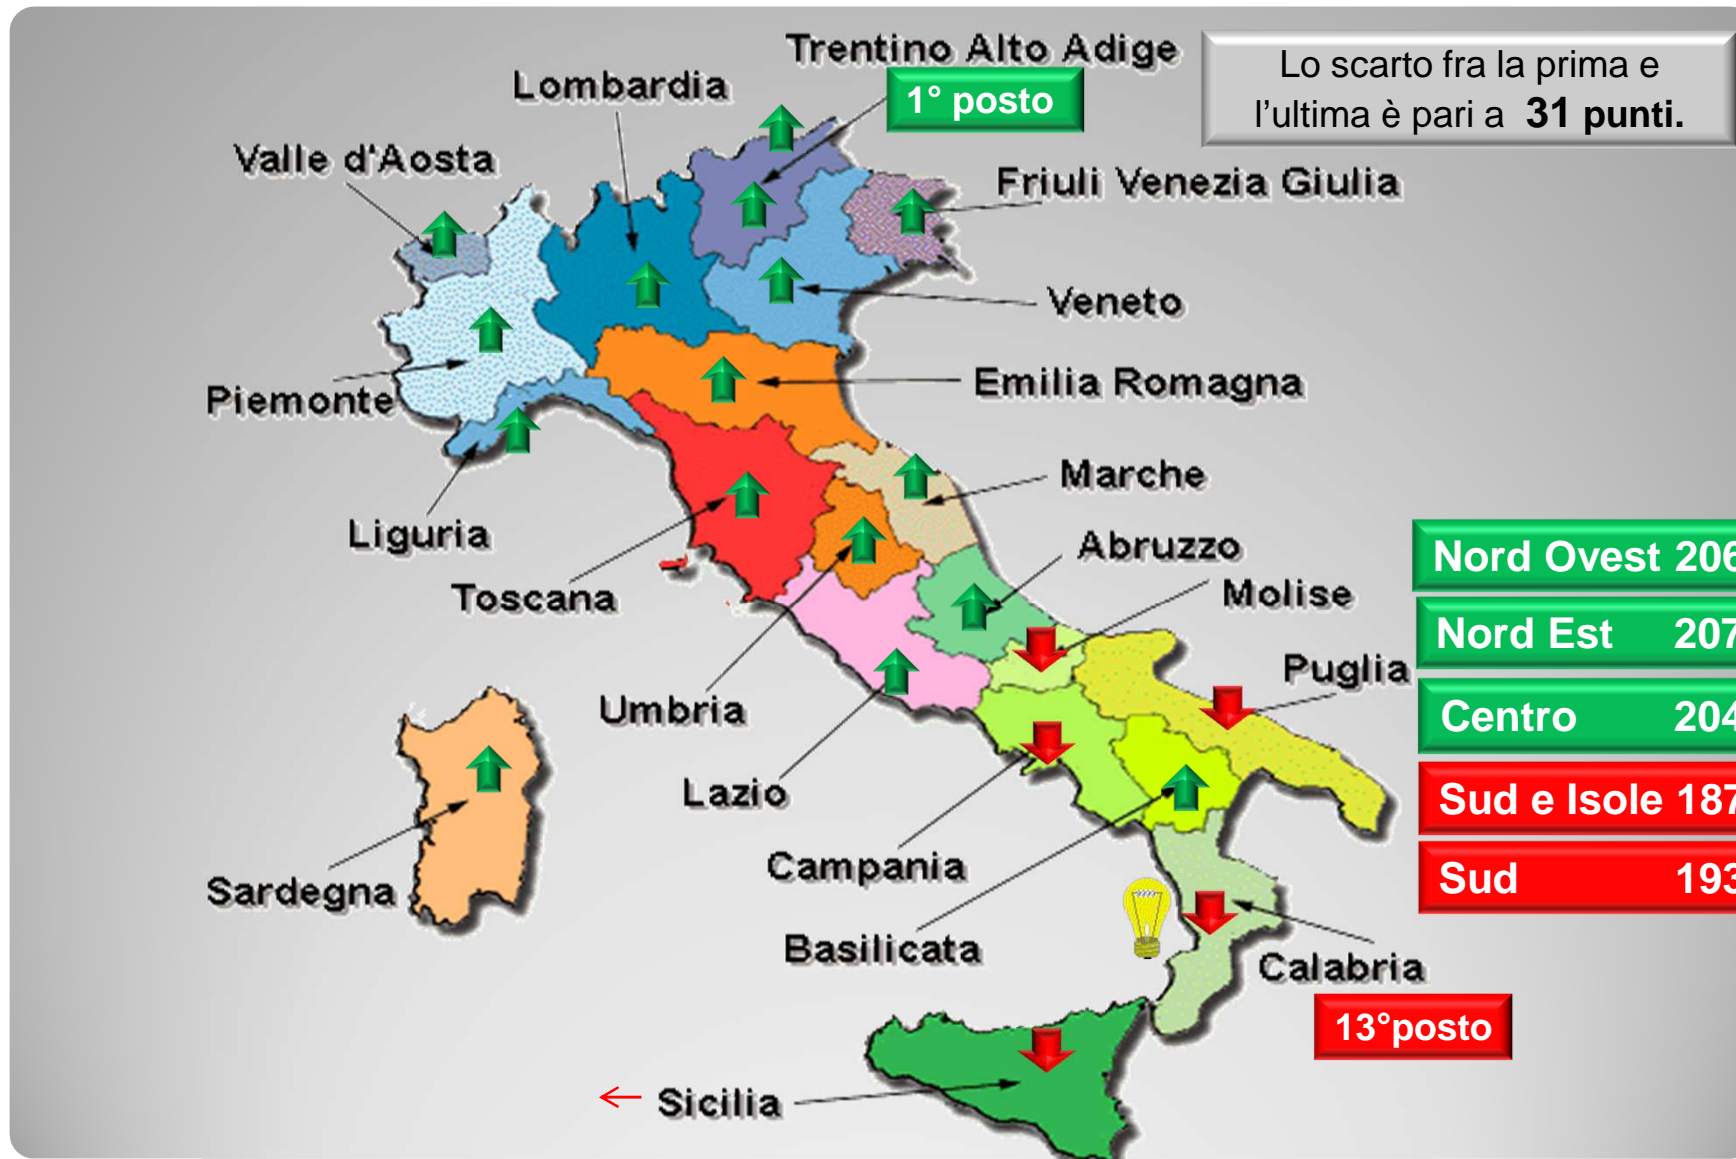 Trentino Alto Adige
1° posto
Lo scarto fra la prima e
l'ultima è pari a 31 punti.
Lombardia
Valle d'Aosta
Friuli Venezia Giulia
Veneto
Piemonte
Emilia Romagna
Marche
Liguria
Abruzzo
Toscana
Molise
Puglia
Umbria
Lazio
Campania
Sardegna
Basilicata
Calabria
13°posto
Sicilia
Nord Ovest 206
Nord Est 207
Centro 204
Sud e Isole 187
Sud 193